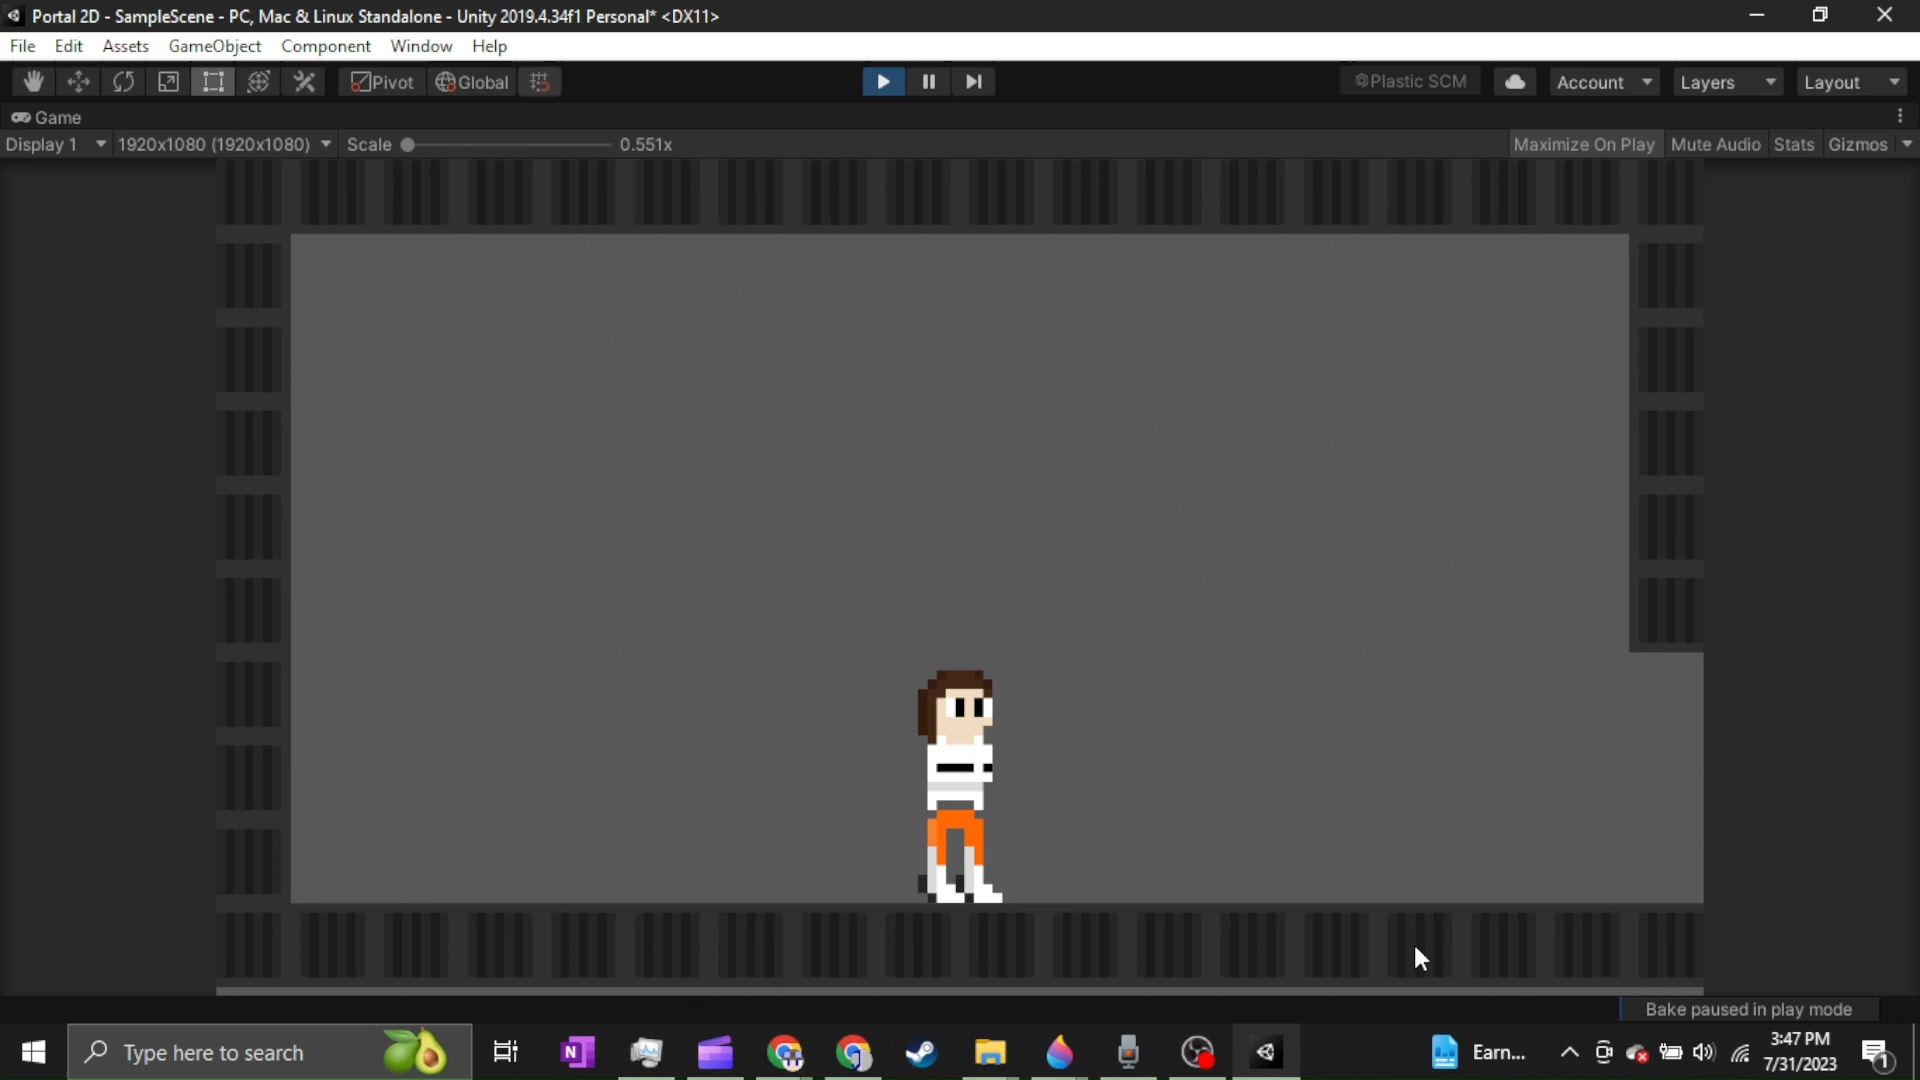 Portal 2D - SampleScene - PC, Mac & Linux Standalone - Unity 2019.4.34f1 Personal* <DX11>
File Edit Assets GameObject Component Window Help
Pivot Global Plastic SCM Account Layers Layout
Game
Display 1 1920x1080 (1920x1080) Scale 0.551x Maximize On Play Mute Audio Stats Gizmos
Bake paused in play mode
Type here to search N Earn... 3:47 PM
7/31/2023 1